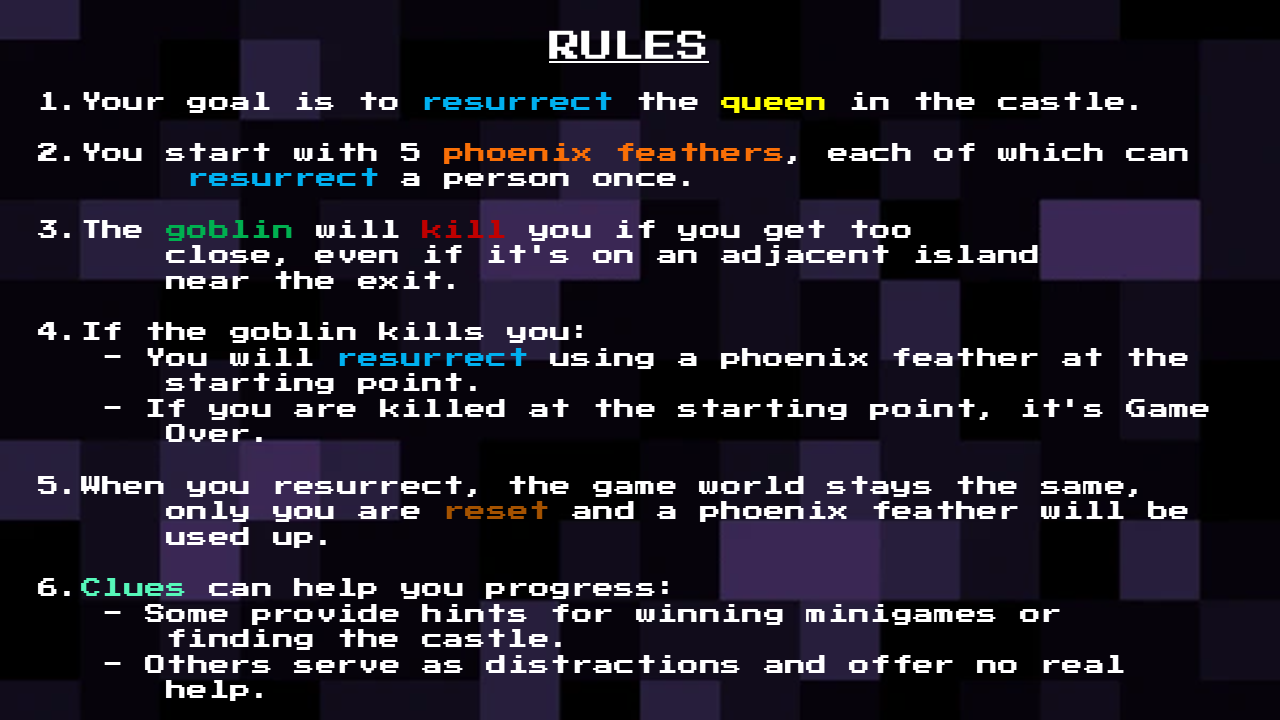 RULES
1. Your goal is to resurrect the queen in the castle.
2. You start with 5 phoenix feathers, each of which can
resurrect a person once.
3. The goblin will kill you if you get too
close, even if it's on an adjacent island
near the exit.
4. If the goblin kills you:
- You will resurrect using a phoenix feather at the
starting point.
- If you are killed at the starting point, it's Game
Over.
5. When you resurrect, the game world stays the same,
only you are reset and a phoenix feather will be
used up.
6. Clues can help you progress:
- Some provide hints for winning minigames or
finding the castle.
- Others serve as distractions and offer no real
help.